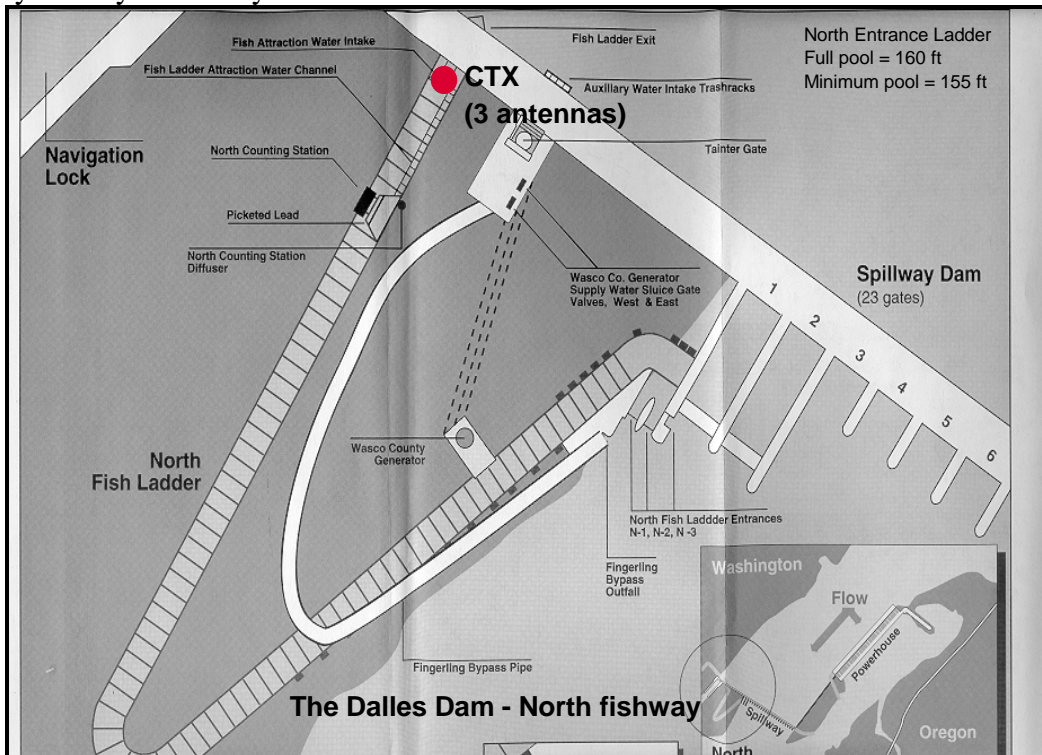 Fish Attraction Water Intake
Fish Ladder Exit
North Entrance Ladder
Full pool = 160 ft
Minimum pool = 155 ft
Fish Ladder Attraction Water Channel
CTX
(3 antennas)
Auxillary Water Intake Trashracks
Navigation
Lock
North Counting Station
Tainter Gate
Picketed Lead
North Counting Station
Diffuser
Wasco Co. Generator
Supply Water Sluice Gate
Valves, West & East
Spillway Dam
(23 gates)
1
2
3
4
5
6
Wasco County
Generator
North
Fish Ladder
North Fish Laddder Entrances
N-1, N-2, N -3
Fingerling
Bypass
Outfall
Washington
Flow
Powerhouse
Fingerling Bypass Pipe
The Dalles Dam - North fishway
Spillway
Oregon
North